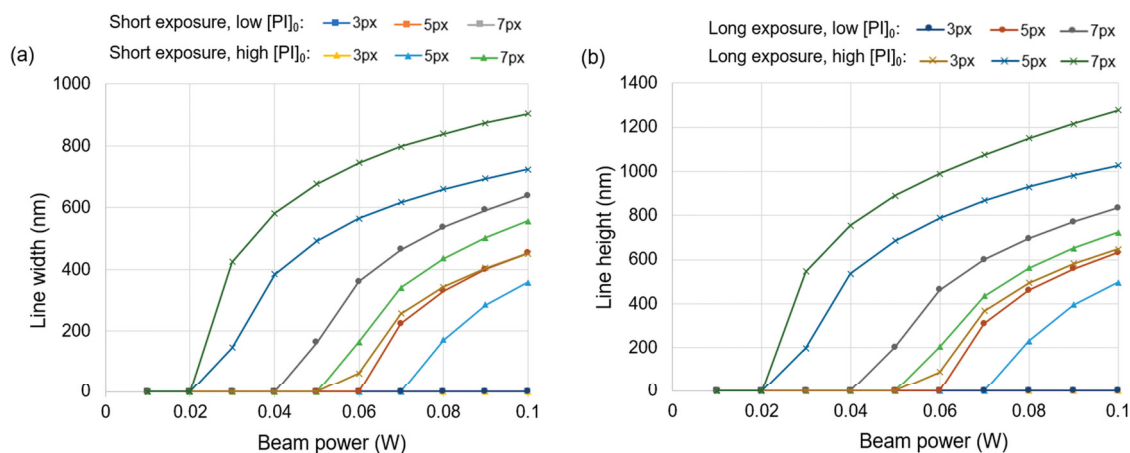 Short exposure, low [PI]₀: 3px 5px 7px
Short exposure, high [PI]₀: 3px 5px 7px
(a)
1000
800
600
400
200
0
0 0.02 0.04 0.06 0.08 0.1
Line width (nm)
Beam power (W)
Long exposure, low [PI]₀: 3px 5px 7px
Long exposure, high [PI]₀: 3px 5px 7px
(b)
1400
1200
1000
800
600
400
200
0
0 0.02 0.04 0.06 0.08 0.1
Line height (nm)
Beam power (W)